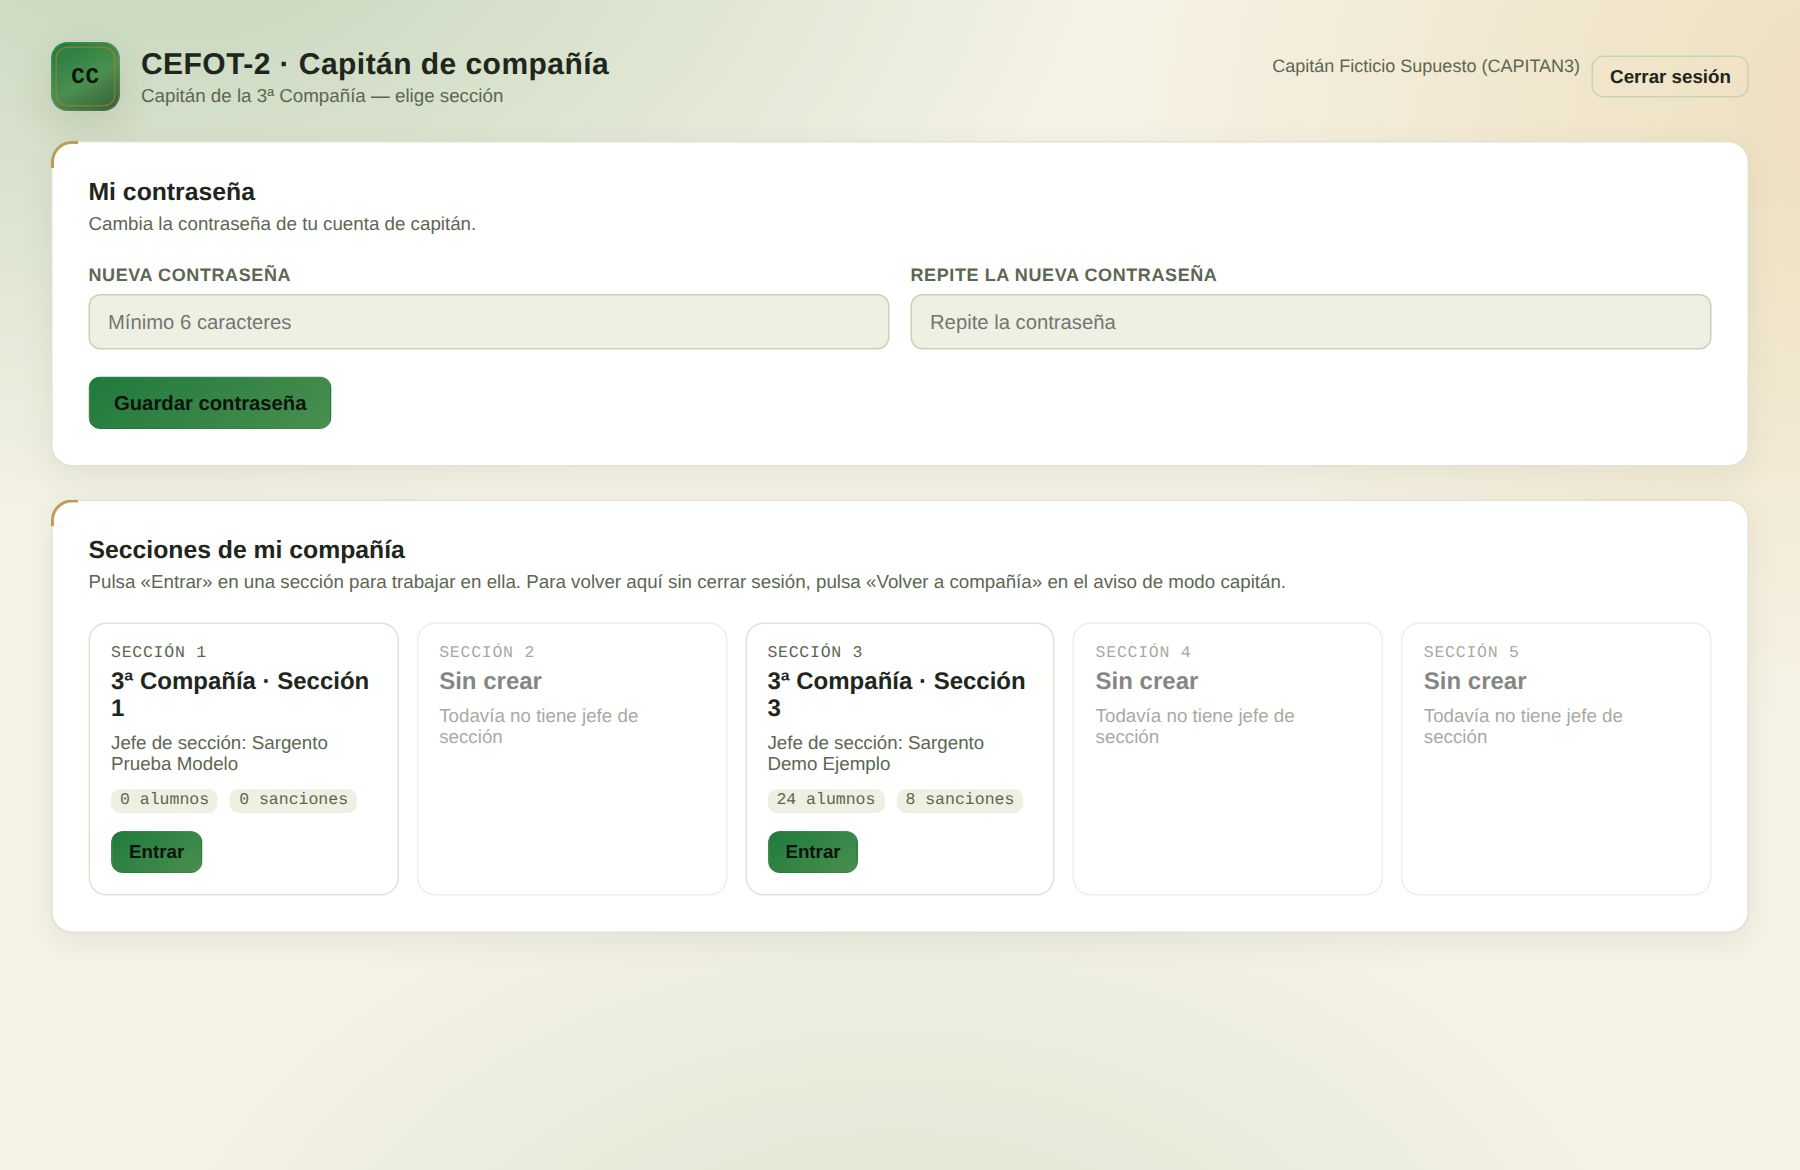 CC
CEFOT-2 · Capitán de compañía
Capitán de la 3ª Compañía — elige sección
Capitán Ficticio Supuesto (CAPITAN3)
Cerrar sesión
Mi contraseña
Cambia la contraseña de tu cuenta de capitán.
NUEVA CONTRASEÑA
Mínimo 6 caracteres
REPITE LA NUEVA CONTRASEÑA
Repite la contraseña
Guardar contraseña
Secciones de mi compañía
Pulsa «Entrar» en una sección para trabajar en ella. Para volver aquí sin cerrar sesión, pulsa «Volver a compañía» en el aviso de modo capitán.
SECCIÓN 1
3ª Compañía · Sección
1
Jefe de sección: Sargento
Prueba Modelo
0 alumnos
0 sanciones
Entrar
SECCIÓN 2
Sin crear
Todavía no tiene jefe de
sección
SECCIÓN 3
3ª Compañía · Sección
3
Jefe de sección: Sargento
Demo Ejemplo
24 alumnos
8 sanciones
Entrar
SECCIÓN 4
Sin crear
Todavía no tiene jefe de
sección
SECCIÓN 5
Sin crear
Todavía no tiene jefe de
sección